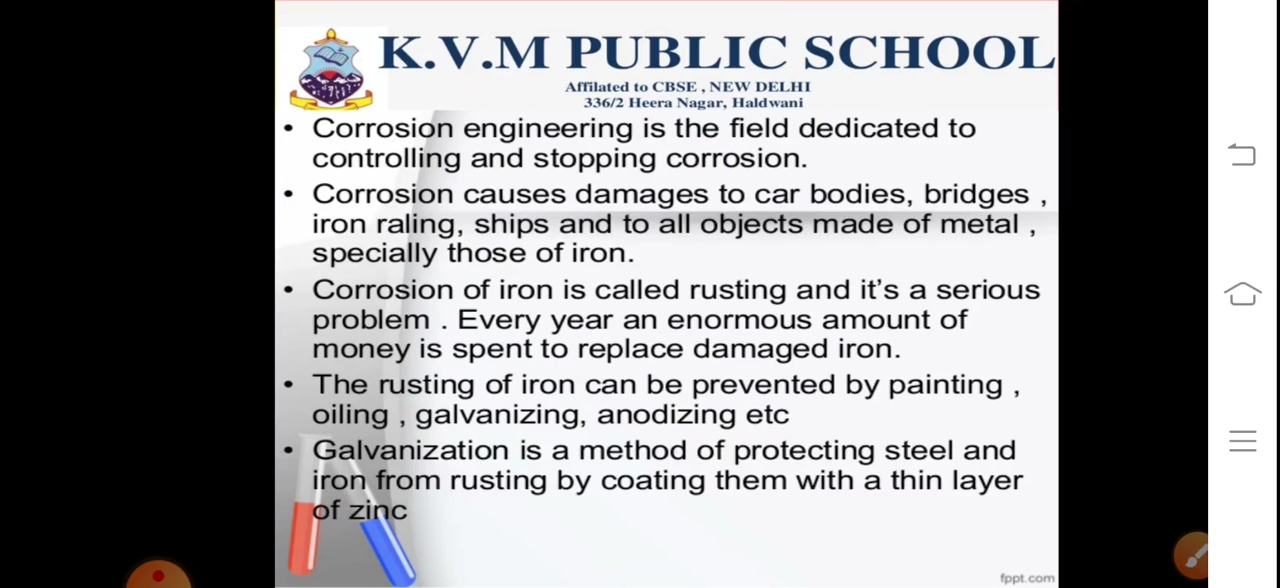 K.V.M PUBLIC SCHOOL
Affilated to CBSE , NEW DELHI
336/2 Heera Nagar, Haldwani
• Corrosion engineering is the field dedicated to
controlling and stopping corrosion.
• Corrosion causes damages to car bodies, bridges ,
iron raling, ships and to all objects made of metal ,
specially those of iron.
• Corrosion of iron is called rusting and it's a serious
problem . Every year an enormous amount of
money is spent to replace damaged iron.
• The rusting of iron can be prevented by painting ,
oiling , galvanizing, anodizing etc
• Galvanization is a method of protecting steel and
iron from rusting by coating them with a thin layer
of zinc
fppt.com